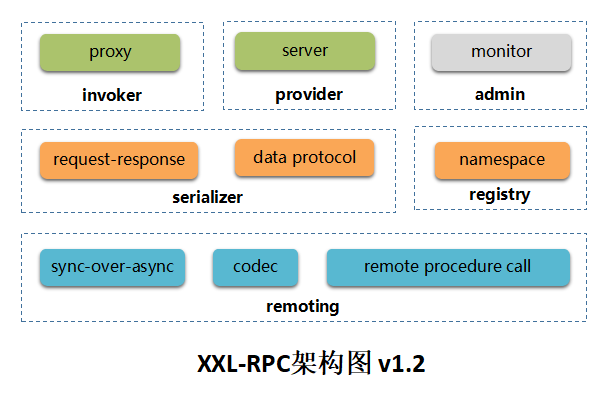 proxy
invoker
server
provider
monitor
admin
request-response
data protocol
serializer
namespace
registry
sync-over-async
codec
remote procedure call
remoting
XXL-RPC架构图 v1.2